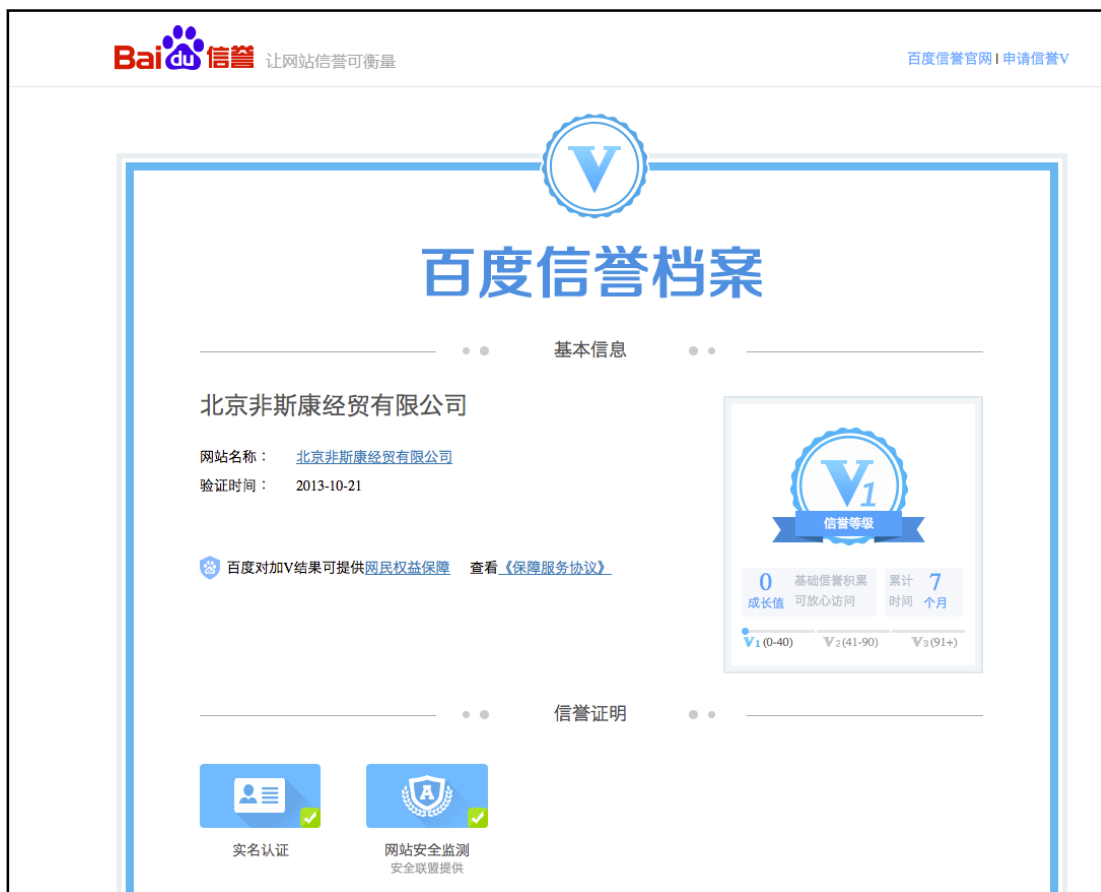 Bai du 信誉 让网站信誉可衡量
百度信誉官网 | 申请信誉V
V
百度信誉档案
基本信息
北京非斯康经贸有限公司
网站名称： 北京非斯康经贸有限公司
验证时间： 2013-10-21
百度对加V结果可提供网民权益保障 查看《保障服务协议》
V1
信誉等级
0 基础信誉积累 累计 7
成长值 可放心访问 时间 个月
V1 (0-40) V2 (41-90) V3 (91+)
信誉证明
A
实名认证 网站安全监测
安全联盟提供